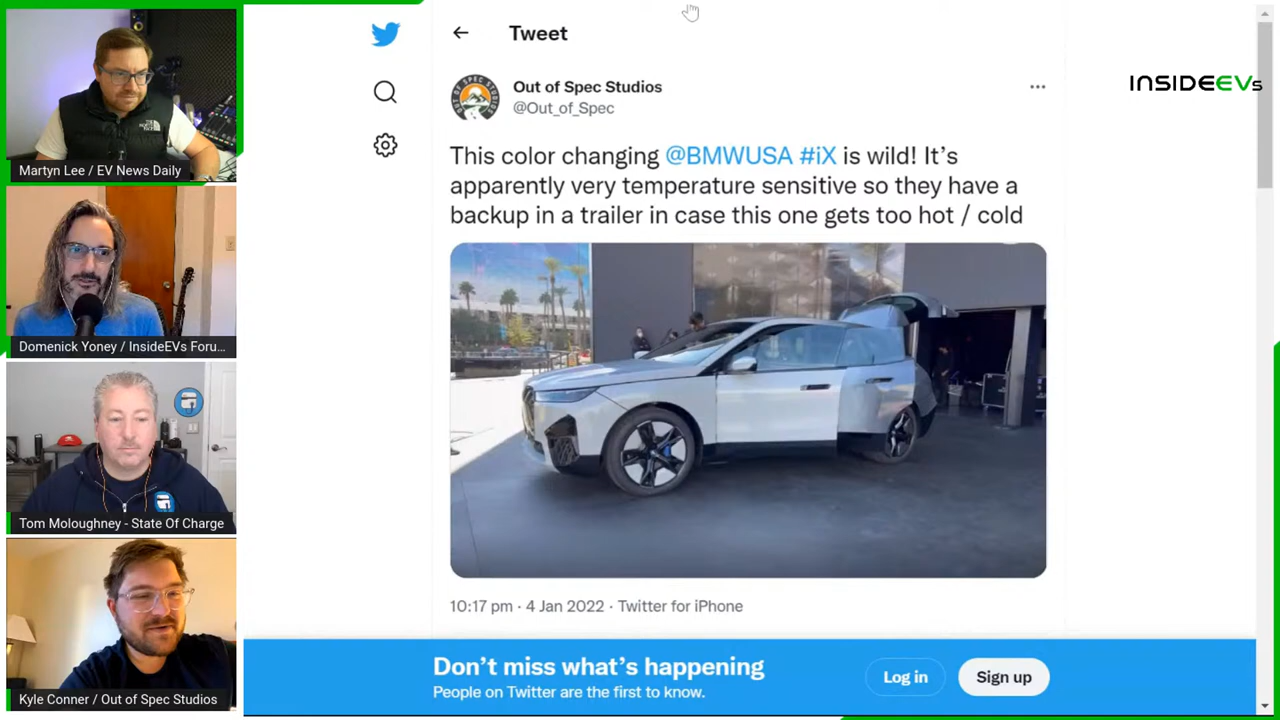 Tweet
INSIDEEVs
Out of Spec Studios
@Out_of_Spec
This color changing @BMWUSA #iX is wild! It’s
apparently very temperature sensitive so they have a
backup in a trailer in case this one gets too hot / cold
10:17 pm · 4 Jan 2022 · Twitter for iPhone
Don’t miss what’s happening
People on Twitter are the first to know.
Log in
Sign up
Martyn Lee / EV News Daily
Domenick Yoney / InsideEVs Foru...
Tom Moloughney - State Of Charge
Kyle Conner / Out of Spec Studios